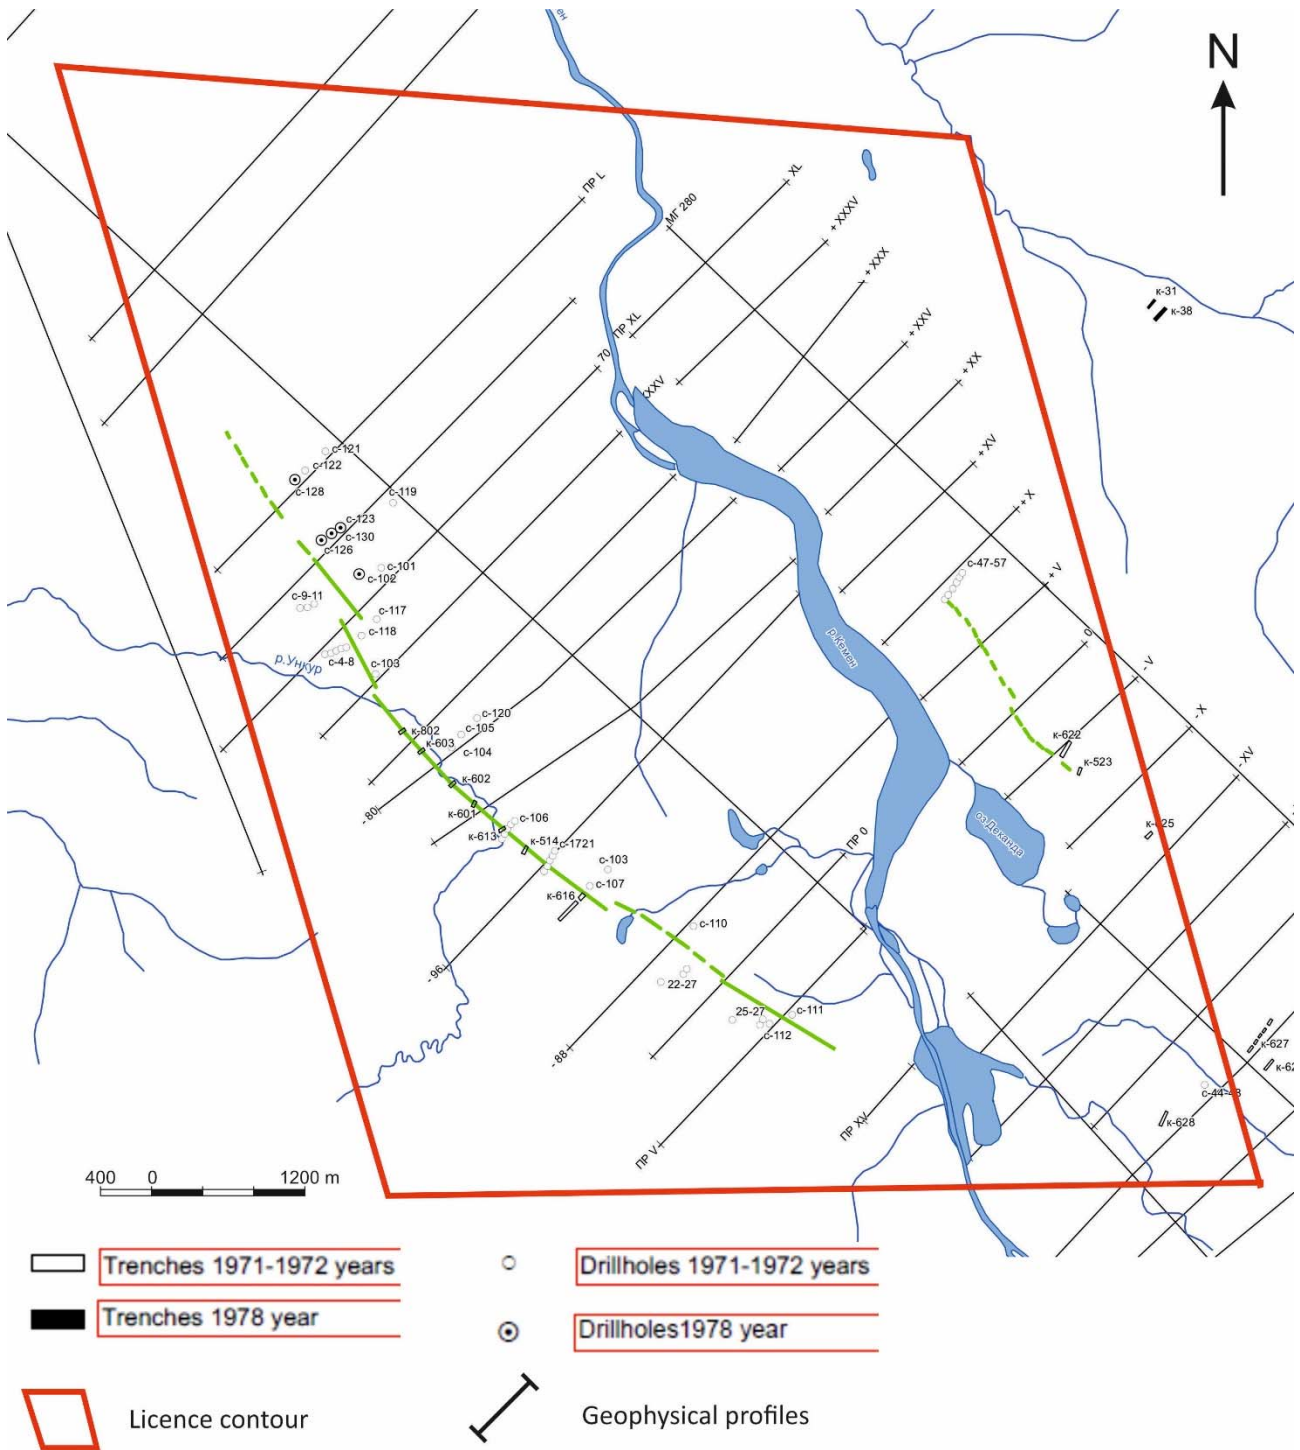 N
ПР L
XL
МГ 280
+ XXXV
+ XXX
+ XXV
+ XX
+ XV
+ X
+ V
0
- V
- X
- XV
к-31
к-38
ПР XL
70
XXXV
с-121
с-122
с-128
с-119
с-123
с-130
с-126
с-101
с-102
с-9-11
с-117
с-118
с-4-8
с-103
р.Ункур
р.Кемен
с-47-57
с-120
с-105
с-104
к-802
к-603
к-602
к-601
к-613
с-106
к-514
с-1721
с-103
с-107
к-616
- 80
- 96
- 88
к-622
к-523
к-625
оз.Деканда
ПР 0
с-110
22-27
25-27
с-111
с-112
ПР V
ПР XV
к-627
с-44-48
к-628
400 0 1200 m
Trenches 1971-1972 years
Drillholes 1971-1972 years
Trenches 1978 year
Drillholes1978 year
Licence contour
Geophysical profiles